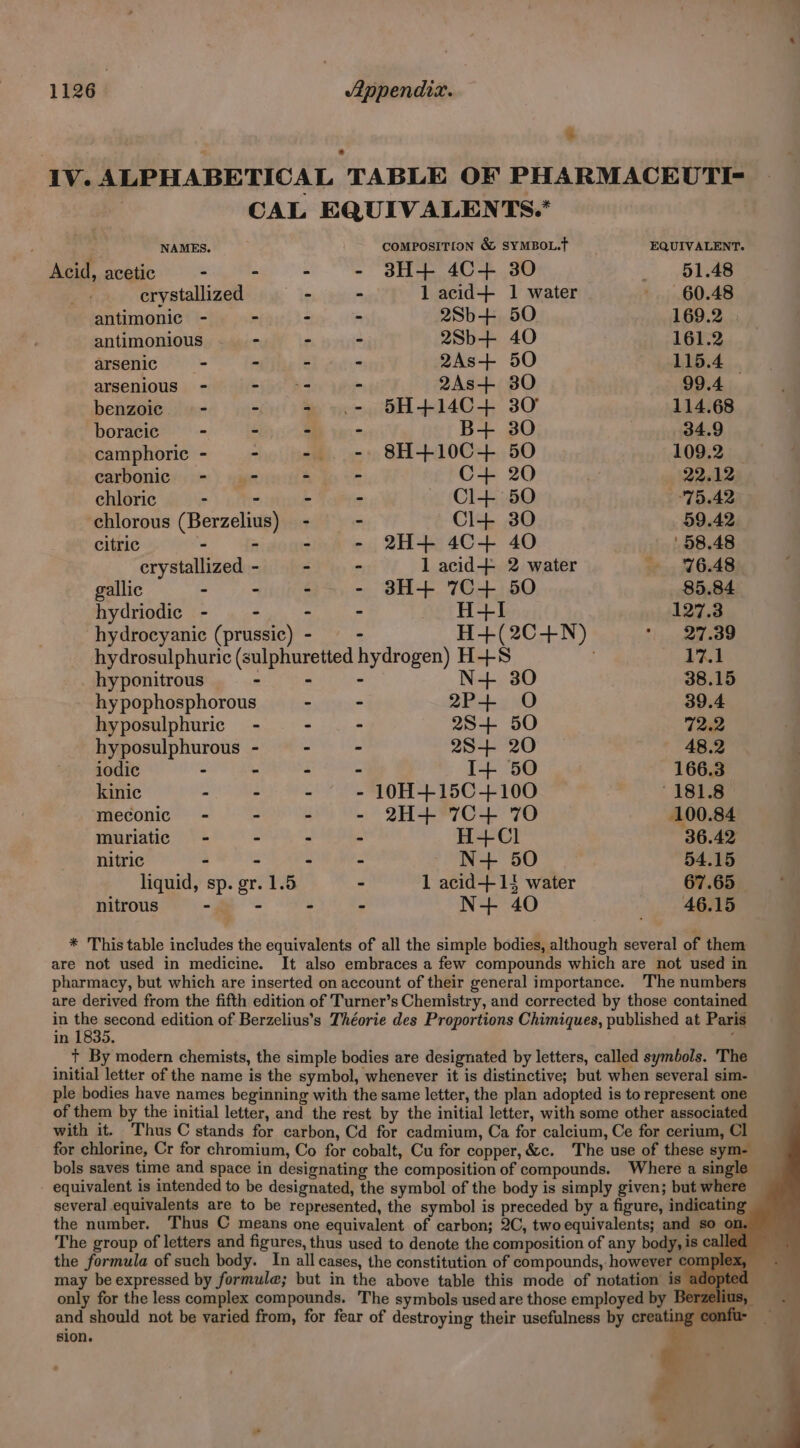 1126 Appendix.
IV. ALPHABETICAL TABLE OF PHARMACEUTI-
CAL EQUIVALENTS.*
NAMES. COMPOSITION & SYMBOL.† EQUIVALENT.
Acid, acetic - - - - 3H+ 4C+ 3O 51.48
crystallized - - 1 acid+ 1 water 60.48
antimonic - - - - 2Sb+ 5O 169.2
antimonious - - - 2Sb+ 4O 161.2
arsenic - - - - 2As+ 5O 115.4
arsenious - - - - 2As+ 3O 99.4
benzoic - - - - 5H+14C+ 3O 114.68
boracic - - - - B+ 3O 34.9
camphoric - - - - 8H+10C+ 5O 109.2
carbonic - - - - C+ 2O 22.12
chloric - - - - Cl+ 5O 75.42
chlorous (Berzelius) - - Cl+ 3O 59.42
citric - - - - 2H+ 4C+ 4O 58.48
crystallized - - - 1 acid+ 2 water 76.48
gallic - - - - 3H+ 7C+ 5O 85.84
hydriodic - - - - H+I 127.3
hydrocyanic (prussic) - - H+(2C+N) 27.39
hydrosulphuric (sulphuretted hydrogen) H+S 17.1
hyponitrous - - - N+ 3O 38.15
hypophosphorous - - 2P+ O 39.4
hyposulphuric - - - 2S+ 5O 72.2
hyposulphurous - - - 2S+ 2O 48.2
iodic - - - - I+ 5O 166.3
kinic - - - - 10H+15C+10O 181.8
meconic - - - - 2H+ 7C+ 7O 100.84
muriatic - - - - H+Cl 36.42
nitric - - - - N+ 5O 54.15
liquid, sp. gr. 1.5 - 1 acid+1½ water 67.65
nitrous - - - - N+ 4O 46.15
* This table includes the equivalents of all the simple bodies, although several of them
are not used in medicine. It also embraces a few compounds which are not used in
pharmacy, but which are inserted on account of their general importance. The numbers
are derived from the fifth edition of Turner's Chemistry, and corrected by those contained
in the second edition of Berzelius's Théorie des Proportions Chimiques, published at Paris
in 1835.
† By modern chemists, the simple bodies are designated by letters, called symbols. The
initial letter of the name is the symbol, whenever it is distinctive; but when several sim-
ple bodies have names beginning with the same letter, the plan adopted is to represent one
of them by the initial letter, and the rest by the initial letter, with some other associated
with it. Thus C stands for carbon, Cd for cadmium, Ca for calcium, Ce for cerium, Cl
for chlorine, Cr for chromium, Co for cobalt, Cu for copper, &c. The use of these sym-
bols saves time and space in designating the composition of compounds. Where a single
equivalent is intended to be designated, the symbol of the body is simply given; but where
several equivalents are to be represented, the symbol is preceded by a figure, indicating
the number. Thus C means one equivalent of carbon; 2C, two equivalents; and so on.
The group of letters and figures, thus used to denote the composition of any body, is called
the formula of such body. In all cases, the constitution of compounds, however complex,
may be expressed by formulæ; but in the above table this mode of notation is adopted
only for the less complex compounds. The symbols used are those employed by Berzelius,
and should not be varied from, for fear of destroying their usefulness by creating confu-
sion.